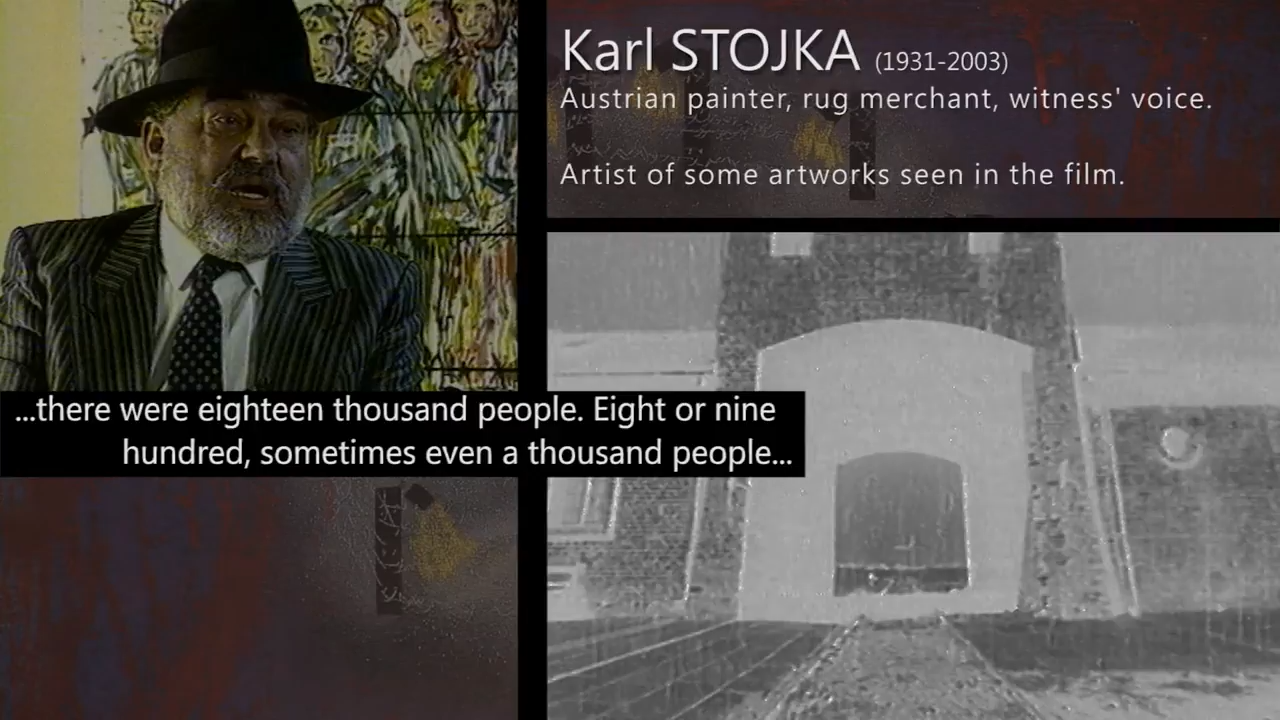 Karl STOJKA (1931-2003)
Austrian painter, rug merchant, witness' voice.
Artist of some artworks seen in the film.
...there were eighteen thousand people. Eight or nine
hundred, sometimes even a thousand people...